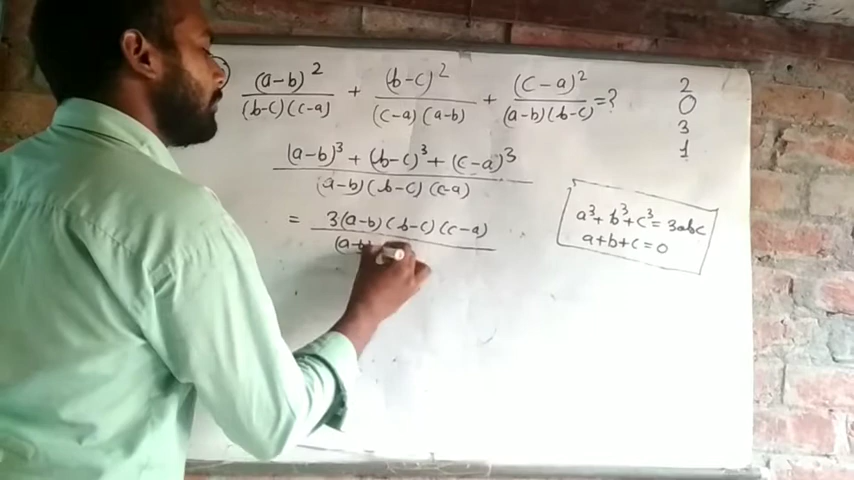 (a-b)²/(b-c)(c-a) + (b-c)²/(c-a)(a-b) + (c-a)²/(a-b)(b-c) = ?
2
0
3
1
(a-b)³ + (b-c)³ + (c-a)³
(a-b)(b-c)(c-a)
= 3(a-b)(b-c)(c-a)
(a-b
a³+b³+c³=3abc
a+b+c=0